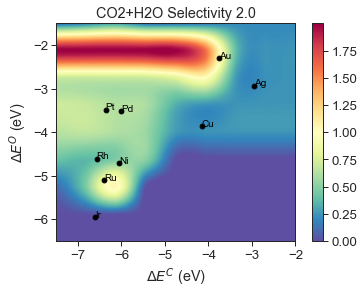 CO2+H2O Selectivity 2.0
ΔE^O (eV)
−2
−3
−4
−5
−6
Au
Ag
Pt
Pd
Cu
Rh
Ni
Ru
Ir
−7
−6
−5
−4
−3
−2
ΔE^C (eV)
1.75
1.50
1.25
1.00
0.75
0.50
0.25
0.00